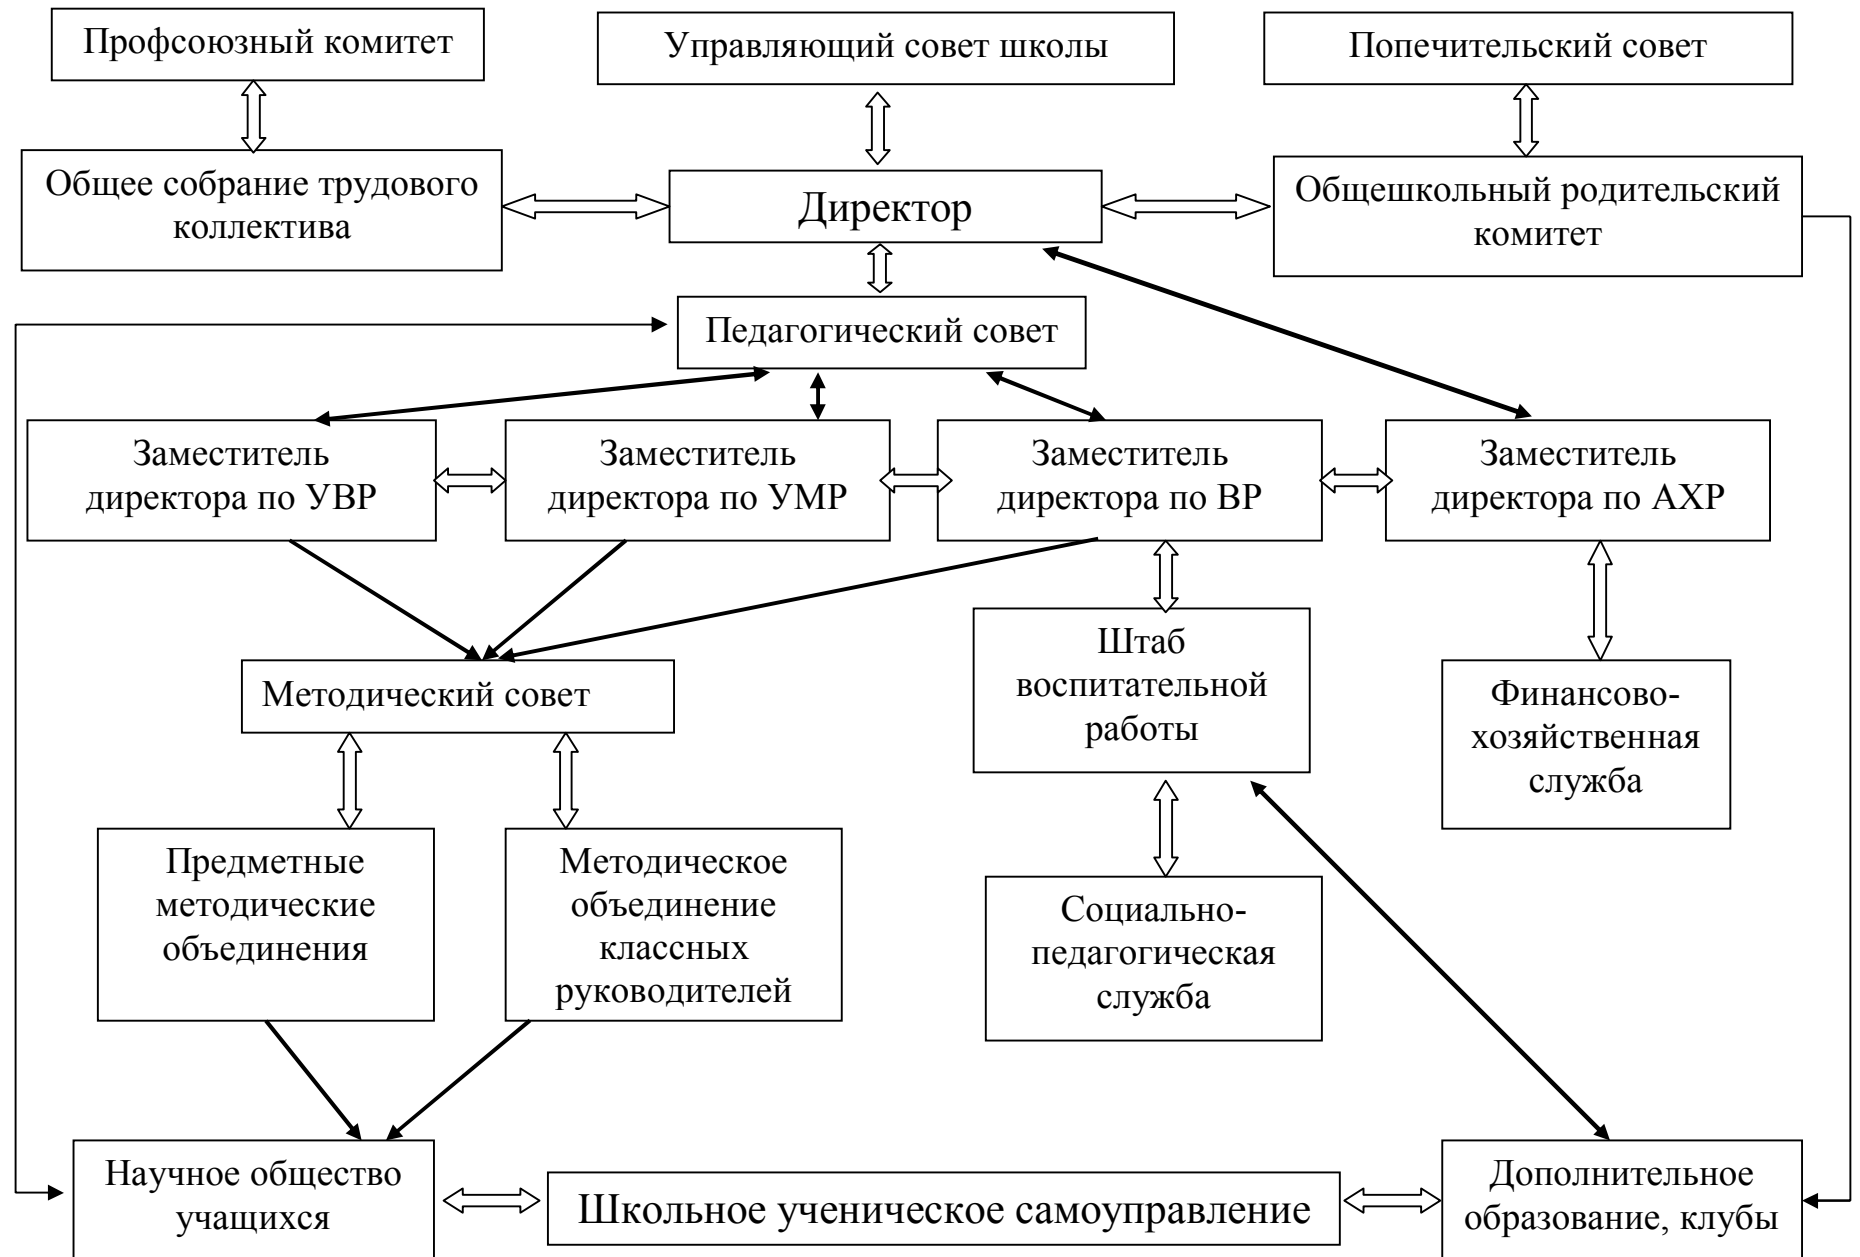 Профсоюзный комитет
Управляющий совет школы
Попечительский совет
Общее собрание трудового
коллектива
Директор
Общешкольный родительский
комитет
Педагогический совет
Заместитель
директора по УВР
Заместитель
директора по УМР
Заместитель
директора по ВР
Заместитель
директора по АХР
Методический совет
Штаб
воспитательной
работы
Финансово-
хозяйственная
служба
Предметные
методические
объединения
Методическое
объединение
классных
руководителей
Социально-
педагогическая
служба
Научное общество
учащихся
Школьное ученическое самоуправление
Дополнительное
образование, клубы